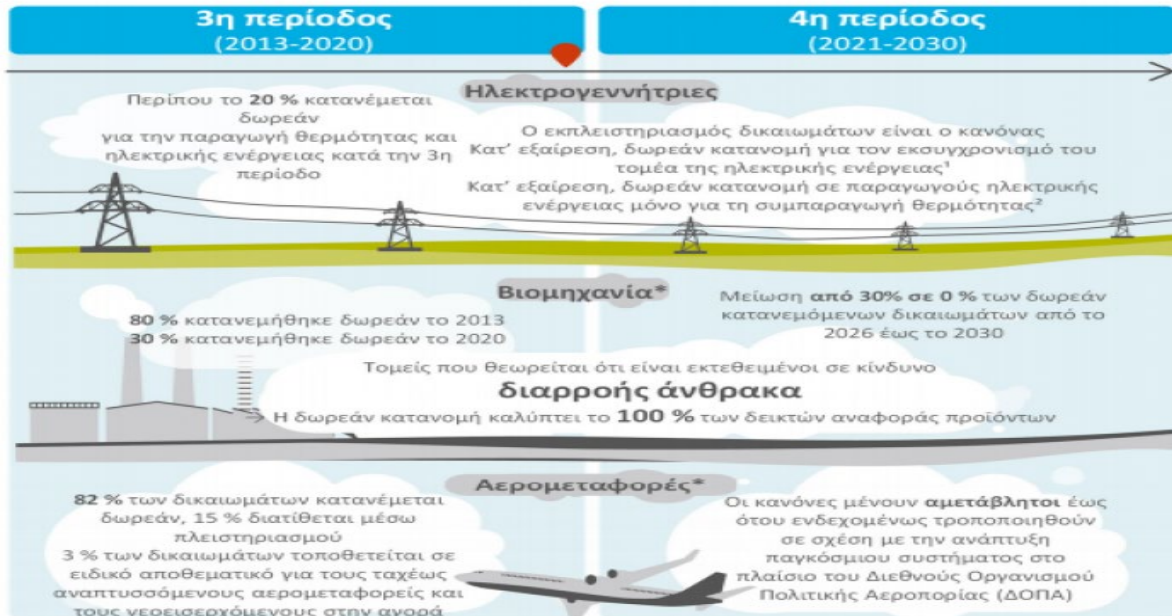 3η περίοδος
(2013-2020)
4η περίοδος
(2021-2030)
Ηλεκτρογεννήτριες
Περίπου το 20 % κατανέμεται
δωρεάν
για την παραγωγή θερμότητας και
ηλεκτρικής ενέργειας κατά την 3η
περίοδο
Ο εκπλειστηριασμός δικαιωμάτων είναι ο κανόνας
Κατ' εξαίρεση, δωρεάν κατανομή για τον εκσυγχρονισμό του
τομέα της ηλεκτρικής ενέργειας¹
Κατ' εξαίρεση, δωρεάν κατανομή σε παραγωγούς ηλεκτρικής
ενέργειας μόνο για τη συμπαραγωγή θερμότητας²
Βιομηχανία*
80 % κατανεμήθηκε δωρεάν το 2013
30 % κατανεμήθηκε δωρεάν το 2020
Μείωση από 30% σε 0 % των δωρεάν
κατανεμόμενων δικαιωμάτων από το
2026 έως το 2030
Τομείς που θεωρείται ότι είναι εκτεθειμένοι σε κίνδυνο
διαρροής άνθρακα
→ Η δωρεάν κατανομή καλύπτει το 100 % των δεικτών αναφοράς προϊόντων
Αερομεταφορές*
82 % των δικαιωμάτων κατανέμεται
δωρεάν, 15 % διατίθεται μέσω
πλειστηριασμού
3 % των δικαιωμάτων τοποθετείται σε
ειδικό αποθεματικό για τους ταχέως
αναπτυσσόμενους αερομεταφορείς και
τους νεοεισερχόμενους στην αγορά
Οι κανόνες μένουν αμετάβλητοι έως
ότου ενδεχομένως τροποποιηθούν
σε σχέση με την ανάπτυξη
παγκόσμιου συστήματος στο
πλαίσιο του Διεθνούς Οργανισμού
Πολιτικής Αεροπορίας (ΔΟΠΑ)